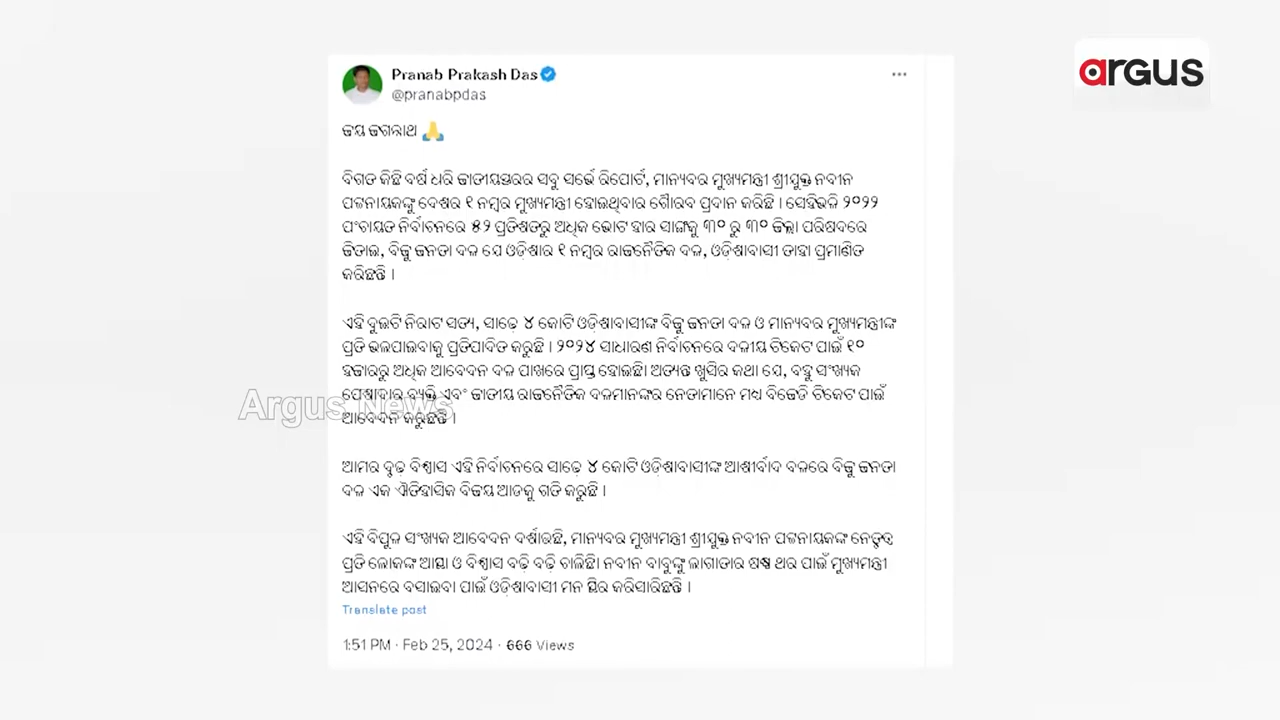 Pranab Prakash Das
@pranabpdas
argus
ଜୟ ଜଗନ୍ନାଥ 🙏
ବିଗତ କିଛି ବର୍ଷ ଧରି ଜାତୀୟସ୍ତରର ସବୁ ସର୍ଭେ ରିପୋର୍ଟ, ମାନ୍ୟବର ମୁଖ୍ୟମନ୍ତ୍ରୀ ଶ୍ରୀଯୁକ୍ତ ନବୀନ
ପଟ୍ଟନାୟକଙ୍କୁ ଦେଶର ୧ ନମ୍ବର ମୁଖ୍ୟମନ୍ତ୍ରୀ ହୋଇଥିବାର ଗୌରବ ପ୍ରଦାନ କରିଛି । ସେହିଭଳି ୨୦୨୨
ପଂଚାୟତ ନିର୍ବାଚନରେ ୫୨ ପ୍ରତିଷତରୁ ଅଧିକ ଭୋଟ ହାର ସାଙ୍ଗକୁ ୩୦ ରୁ ୩୦ ଜିଲ୍ଲା ପରିଷଦରେ
ଜିତାଇ, ବିଜୁ ଜନତା ଦଳ ଯେ ଓଡ଼ିଶାର ୧ ନମ୍ବର ରାଜନୈତିକ ଦଳ, ଓଡ଼ିଶାବାସୀ ତାହା ପ୍ରମାଣିତ
କରିଛନ୍ତି ।
ଏହି ଦୁଇଟି ନିରାଟ ସତ୍ୟ, ସାଢ଼େ ୪ କୋଟି ଓଡ଼ିଶାବାସୀଙ୍କ ବିଜୁ ଜନତା ଦଳ ଓ ମାନ୍ୟବର ମୁଖ୍ୟମନ୍ତ୍ରୀଙ୍କ
ପ୍ରତି ଭଲପାଇବାକୁ ପ୍ରତିପାଦିତ କରୁଛି । ୨୦୨୪ ସାଧାରଣ ନିର୍ବାଚନରେ ଦଳୀୟ ଟିକେଟ ପାଇଁ ୧୦
ହଜାରରୁ ଅଧିକ ଆବେଦନ ଦଳ ପାଖରେ ପ୍ରାପ୍ତ ହୋଇଛି। ଅତ୍ୟନ୍ତ ଖୁସିର କଥା ଯେ, ବହୁ ସଂଖ୍ୟକ
ପେଷାଦାର ବ୍ୟକ୍ତି ଏବଂ ଜାତୀୟ ରାଜନୈତିକ ଦଳମାନଙ୍କର ନେତାମାନେ ମଧ୍ୟ ବିଜେଡି ଟିକେଟ ପାଇଁ
ଆବେଦନ କରୁଛନ୍ତି ।
Argus News
ଆମର ଦୃଢ଼ ବିଶ୍ୱାସ ଏହି ନିର୍ବାଚନରେ ସାଢ଼େ ୪ କୋଟି ଓଡ଼ିଶାବାସୀଙ୍କ ଆଶୀର୍ବାଦ ବଳରେ ବିଜୁ ଜନତା
ଦଳ ଏକ ଐତିହାସିକ ବିଜୟ ଆଡକୁ ଗତି କରୁଛି ।
ଏହି ବିପୁଳ ସଂଖ୍ୟକ ଆବେଦନ ଦର୍ଷାଉଛି, ମାନ୍ୟବର ମୁଖ୍ୟମନ୍ତ୍ରୀ ଶ୍ରୀଯୁକ୍ତ ନବୀନ ପଟ୍ଟନାୟକଙ୍କ ନେତୃତ୍ୱ
ପ୍ରତି ଲୋକଙ୍କ ଆସ୍ଥା ଓ ବିଶ୍ୱାସ ବଢ଼ି ବଢ଼ି ଚାଲିଛି। ନବୀନ ବାବୁଙ୍କୁ ଲାଗାତାର ଷଷ୍ଠ ଥର ପାଇଁ ମୁଖ୍ୟମନ୍ତ୍ରୀ
ଆସନରେ ବସାଇବା ପାଇଁ ଓଡ଼ିଶାବାସୀ ମନ ସ୍ଥିର କରିସାରିଛନ୍ତି ।
Translate post
1:51 PM · Feb 25, 2024 · 666 Views